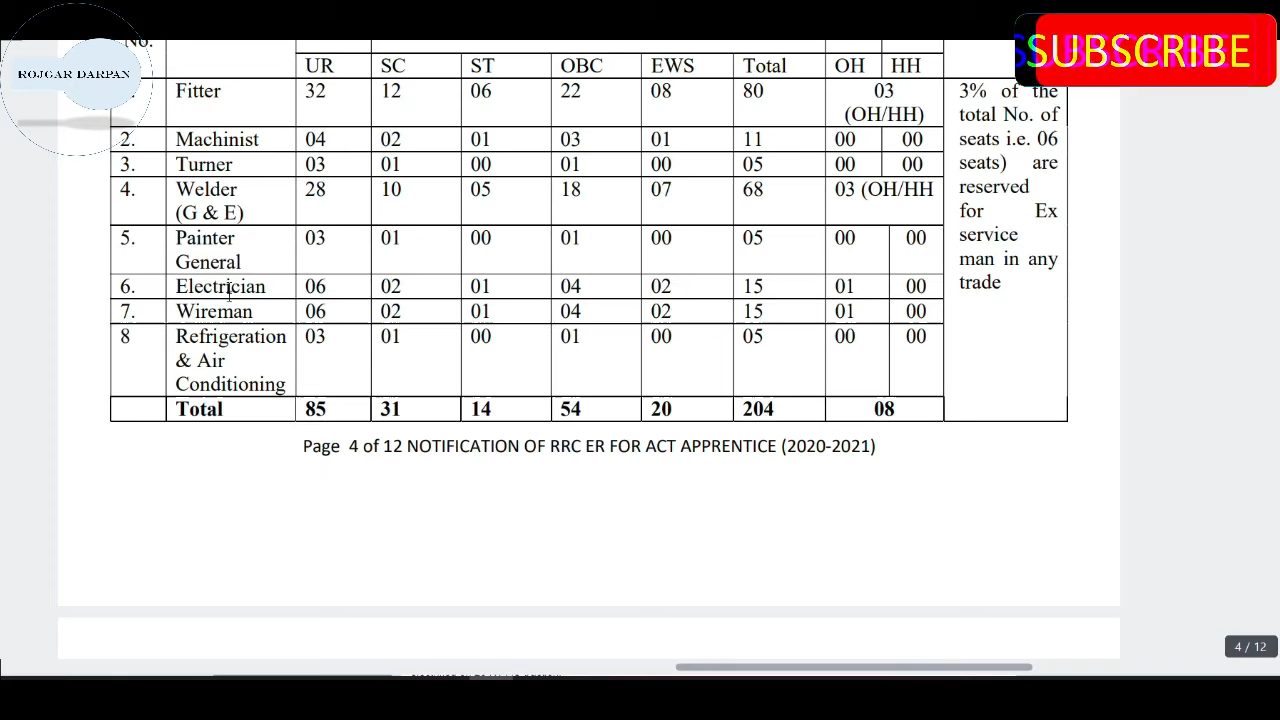 ROJGAR DARPAN
SUBSCRIBE
No.
UR SC ST OBC EWS Total OH HH
Fitter 32 12 06 22 08 80 03 (OH/HH)
2. Machinist 04 02 01 03 01 11 00 00
3. Turner 03 01 00 01 00 05 00 00
4. Welder (G & E) 28 10 05 18 07 68 03 (OH/HH
5. Painter General 03 01 00 01 00 05 00 00
6. Electrician 06 02 01 04 02 15 01 00
7. Wireman 06 02 01 04 02 15 01 00
8 Refrigeration & Air Conditioning 03 01 00 01 00 05 00 00
Total 85 31 14 54 20 204 08
3% of the
total No. of
seats i.e. 06
seats) are
reserved
for Ex
service
man in any
trade
Page 4 of 12 NOTIFICATION OF RRC ER FOR ACT APPRENTICE (2020-2021)
4 / 12